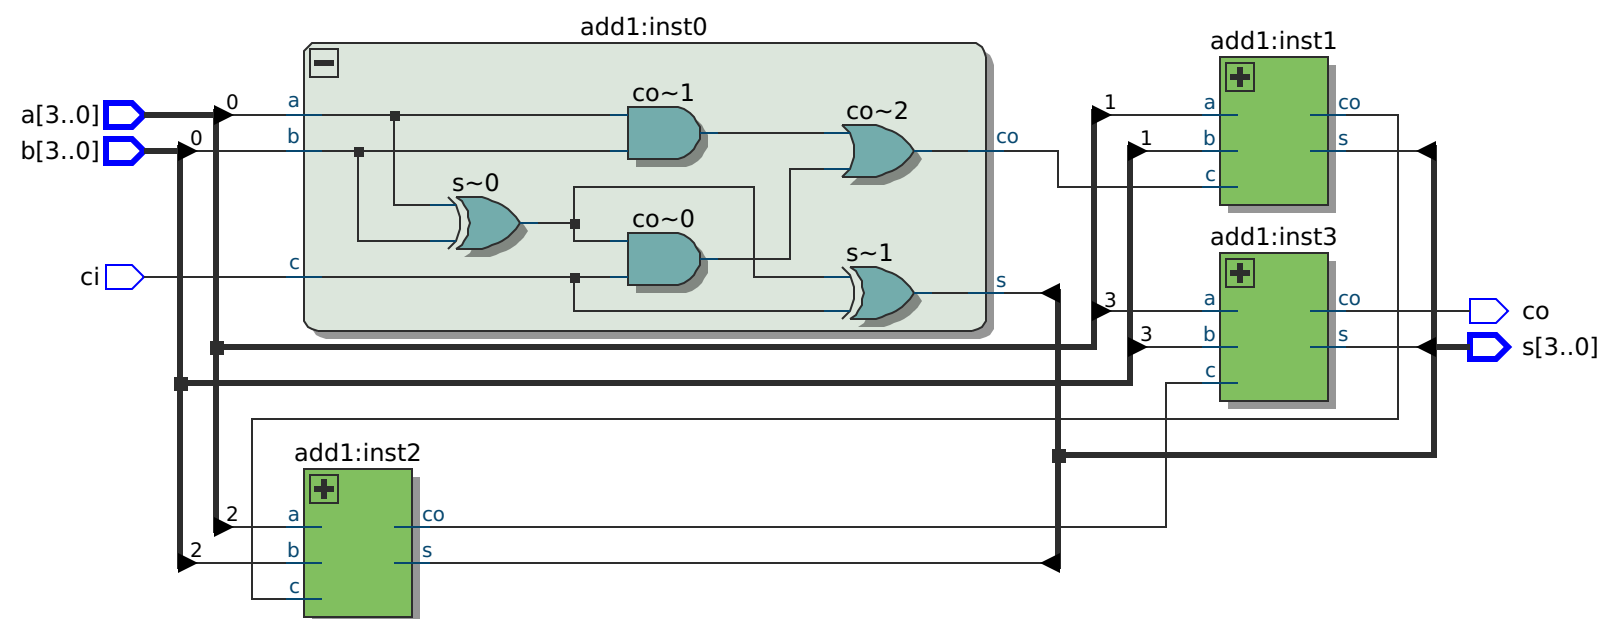 add1:inst0
a[3..0]
0
a
co~1
co~2
b[3..0]
0
b
co
s~0
co~0
s~1
ci
c
s
add1:inst1
1
a
co
1
b
s
c
add1:inst3
3
a
co
co
3
b
s
s[3..0]
c
add1:inst2
2
a
co
2
b
s
c